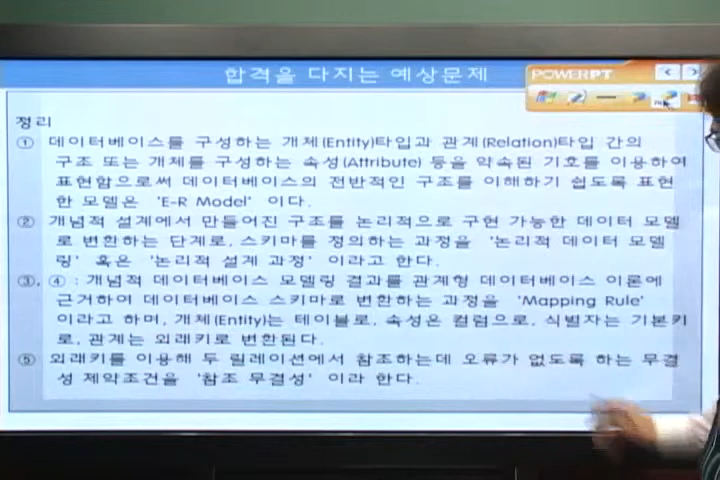 합격을 다지는 예상문제
POWERPT
정리
① 데이터베이스를 구성하는 개체(Entity)타입과 관계(Relation)타입 간의
구조 또는 개체를 구성하는 속성(Attribute) 등을 약속된 기호를 이용하여
표현함으로써 데이터베이스의 전반적인 구조를 이해하기 쉽도록 표현
한 모델은 'E-R Model' 이다.
② 개념적 설계에서 만들어진 구조를 논리적으로 구현 가능한 데이터 모델
로 변환하는 단계로, 스키마를 정의하는 과정을 '논리적 데이터 모델
링' 혹은 '논리적 설계 과정' 이라고 한다.
③, ④ : 개념적 데이터베이스 모델링 결과를 관계형 데이터베이스 이론에
근거하여 데이터베이스 스키마로 변환하는 과정을 'Mapping Rule'
이라고 하며, 개체(Entity)는 테이블로, 속성은 컬럼으로, 식별자는 기본키
로, 관계는 외래키로 변환된다.
⑤ 외래키를 이용해 두 릴레이션에서 참조하는데 오류가 없도록 하는 무결
성 제약조건을 '참조 무결성' 이라 한다.